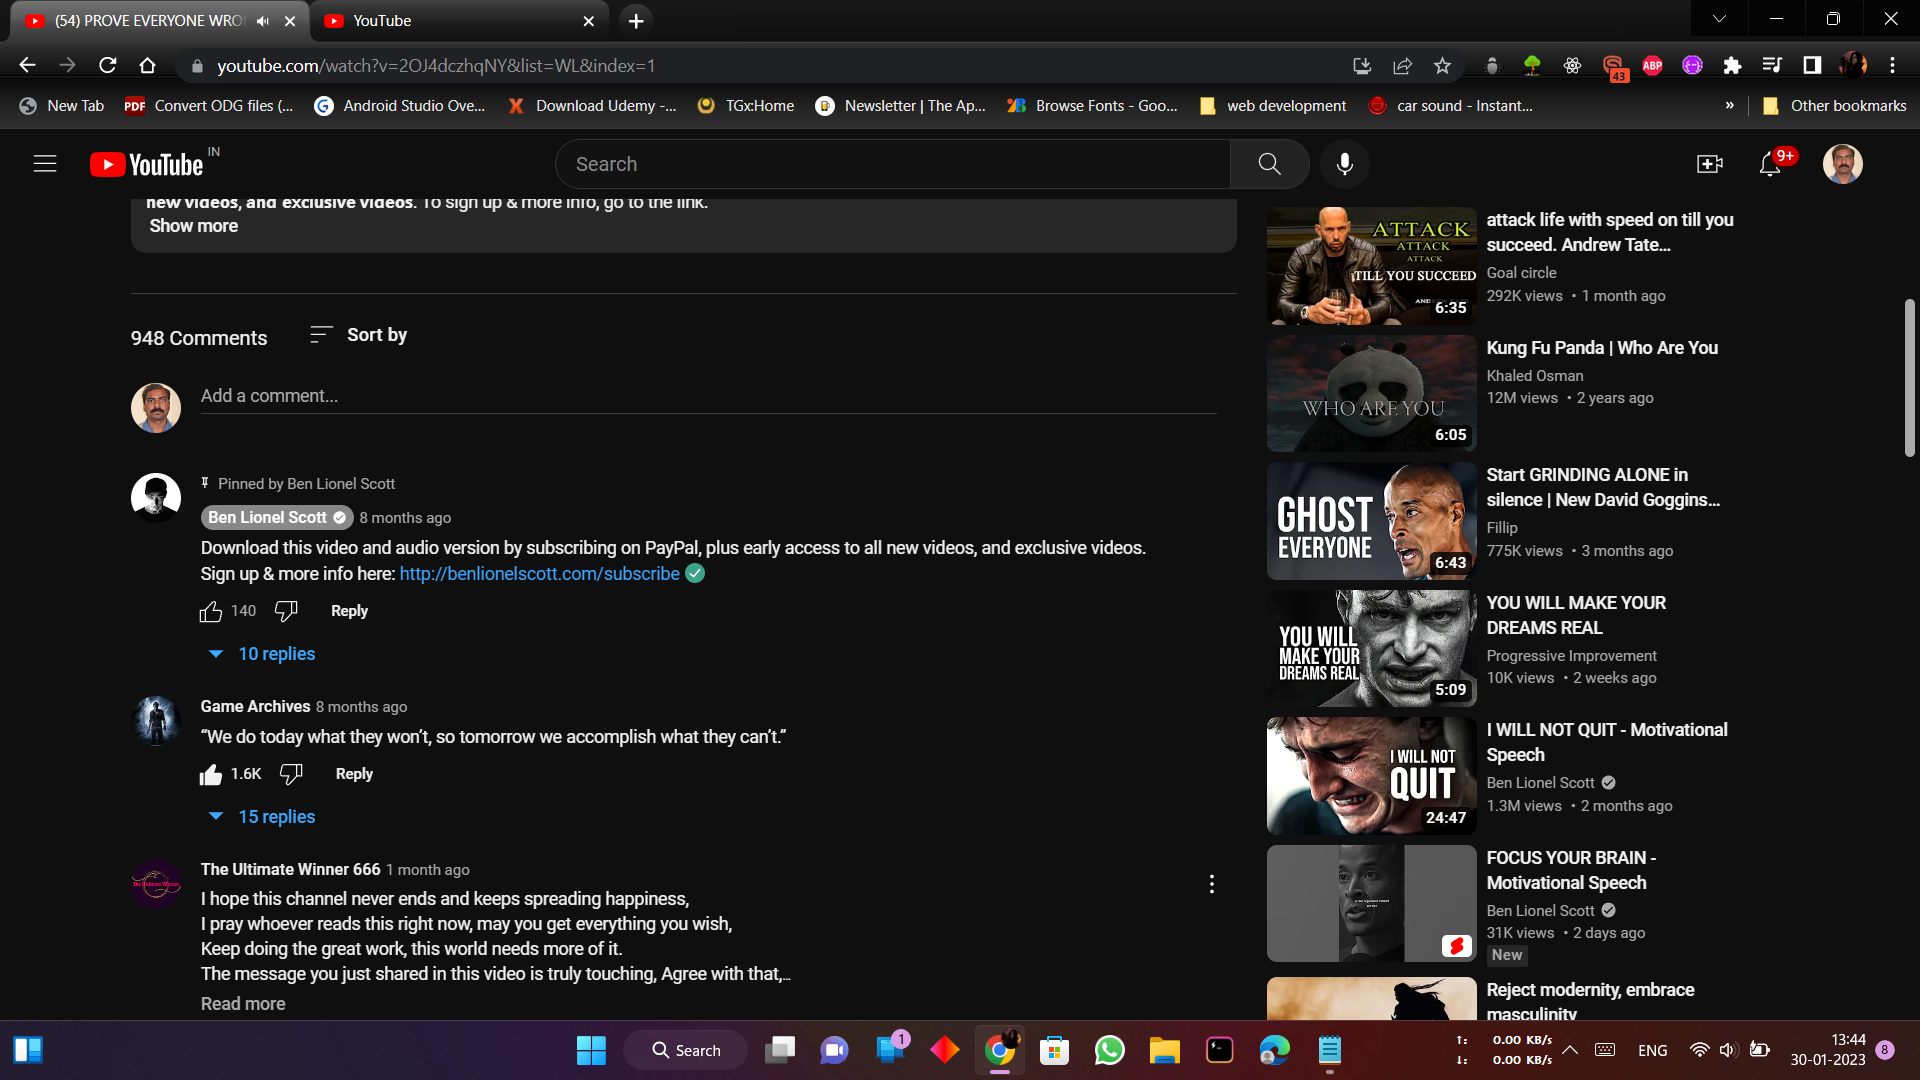 (54) PROVE EVERYONE WRO
YouTube
youtube.com/watch?v=2OJ4dczhqNY&list=WL&index=1
43
ABP
New Tab
PDF
Convert ODG files (...
Android Studio Ove...
Download Udemy -...
TGx:Home
Newsletter | The Ap...
Browse Fonts - Goo...
web development
car sound - Instant...
»
Other bookmarks
YouTube
IN
Search
9+
new videos, and exclusive videos. To sign up & more info, go to the link.
Show more
948 Comments
Sort by
Add a comment...
Pinned by Ben Lionel Scott
Ben Lionel Scott
8 months ago
Download this video and audio version by subscribing on PayPal, plus early access to all new videos, and exclusive videos.
Sign up & more info here: http://benlionelscott.com/subscribe
140
Reply
10 replies
Game Archives 8 months ago
“We do today what they won’t, so tomorrow we accomplish what they can’t.”
1.6K
Reply
15 replies
The Ultimate Winner
The Ultimate Winner 666 1 month ago
I hope this channel never ends and keeps spreading happiness,
I pray whoever reads this right now, may you get everything you wish,
Keep doing the great work, this world needs more of it.
The message you just shared in this video is truly touching, Agree with that,...
Read more
ATTACK
ATTACK
ATTACK
TILL YOU SUCCEED
6:35
attack life with speed on till you
succeed. Andrew Tate...
Goal circle
292K views • 1 month ago
WHO ARE YOU
6:05
Kung Fu Panda | Who Are You
Khaled Osman
12M views • 2 years ago
GHOST
EVERYONE
6:43
Start GRINDING ALONE in
silence | New David Goggins...
Fillip
775K views • 3 months ago
YOU WILL
MAKE YOUR
DREAMS REAL
5:09
YOU WILL MAKE YOUR
DREAMS REAL
Progressive Improvement
10K views • 2 weeks ago
I WILL NOT
QUIT
24:47
I WILL NOT QUIT - Motivational
Speech
Ben Lionel Scott
1.3M views • 2 months ago
FOCUS YOUR BRAIN -
Motivational Speech
Ben Lionel Scott
31K views • 2 days ago
New
Reject modernity, embrace
masculinity
Search
1
0.00 KB/s
0.00 KB/s
ENG
13:44
30-01-2023
8